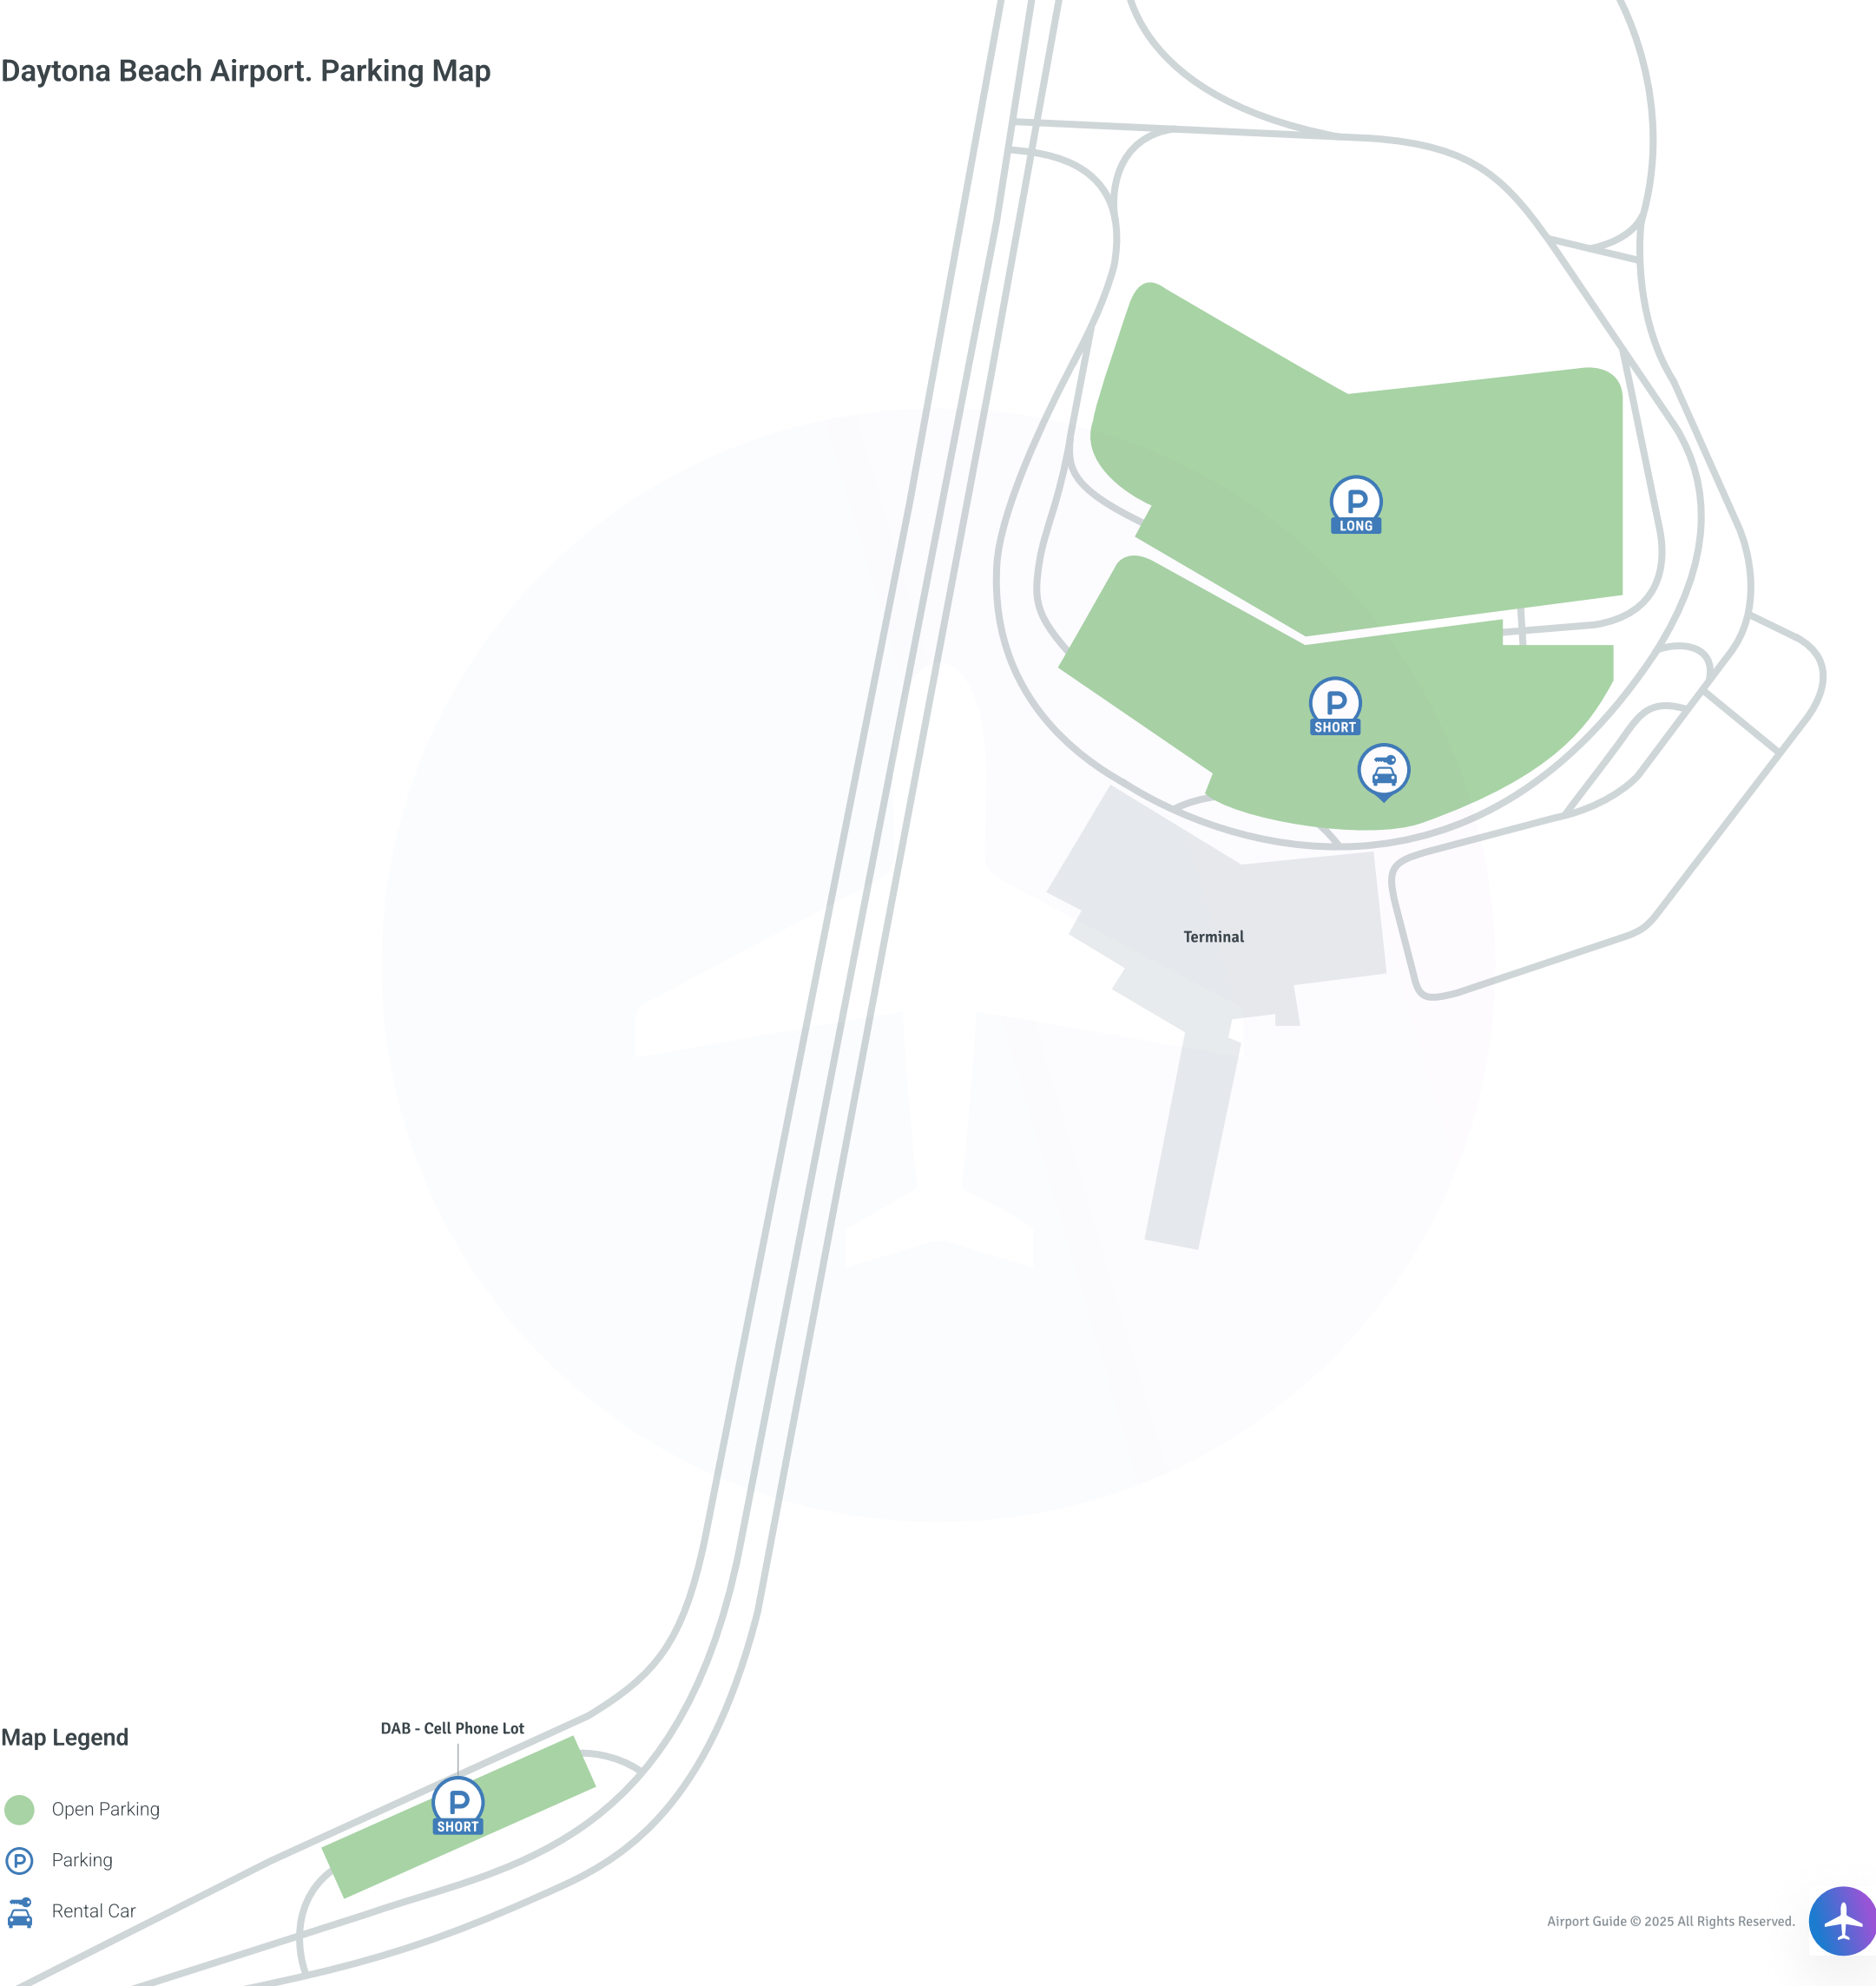 Daytona Beach Airport. Parking Map
P
LONG
P
SHORT
Terminal
DAB - Cell Phone Lot
P
SHORT
Map Legend
Open Parking
P
Parking
Rental Car
Airport Guide © 2025 All Rights Reserved.